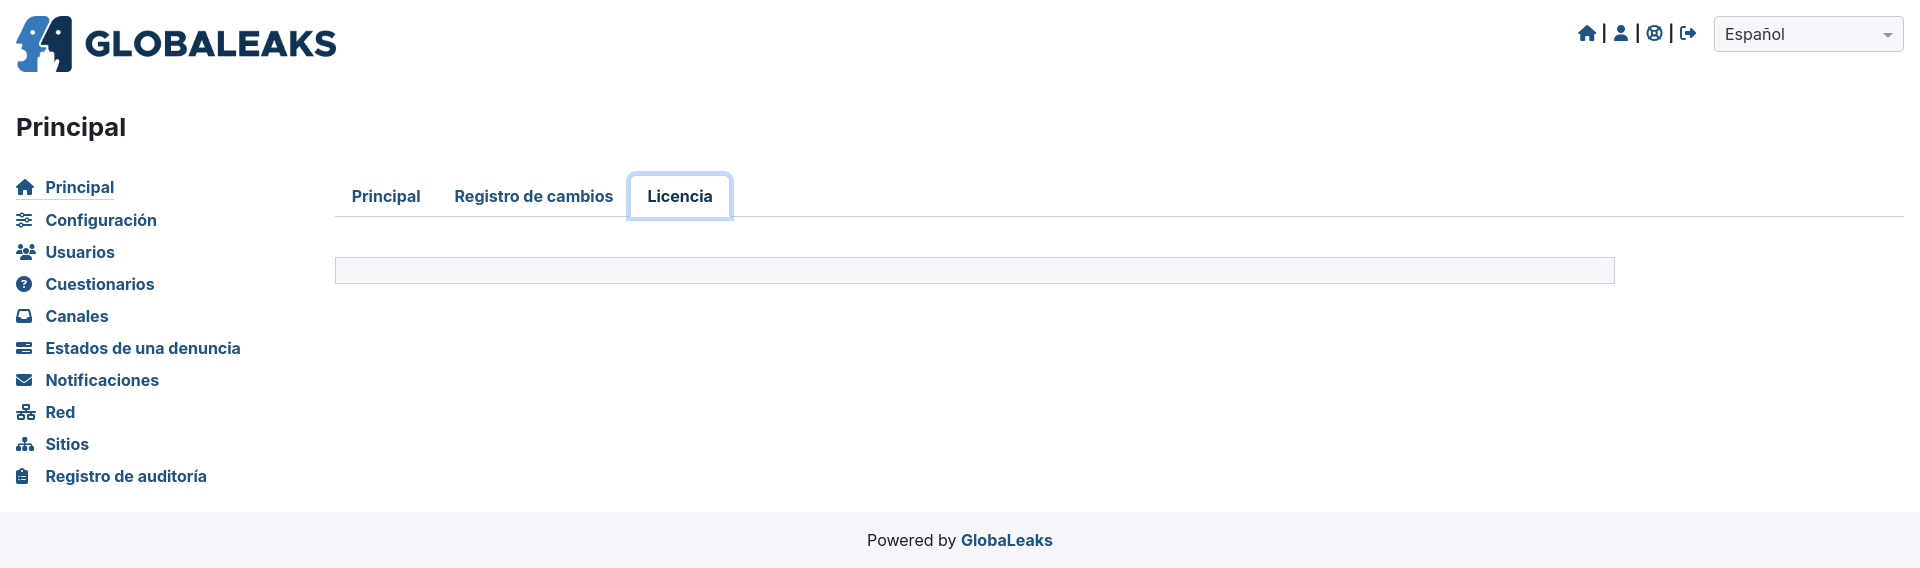 GLOBALEAKS
Español
Principal
Principal
Configuración
Usuarios
Cuestionarios
Canales
Estados de una denuncia
Notificaciones
Red
Sitios
Registro de auditoría
Principal Registro de cambios Licencia
Powered by GlobaLeaks